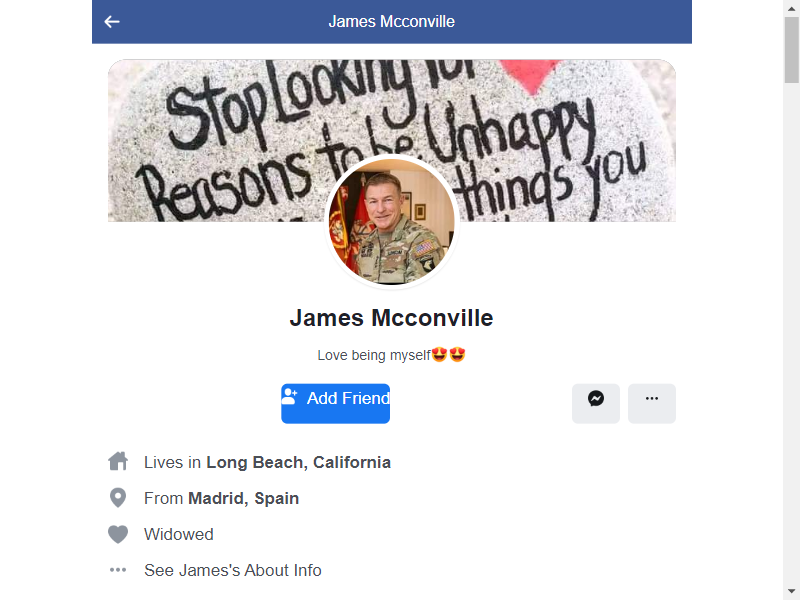 James Mcconville
Stop Looking for
Reasons to be Unhappy
things you
James Mcconville
Love being myself😍😍
Add Friend
Lives in Long Beach, California
From Madrid, Spain
Widowed
See James's About Info